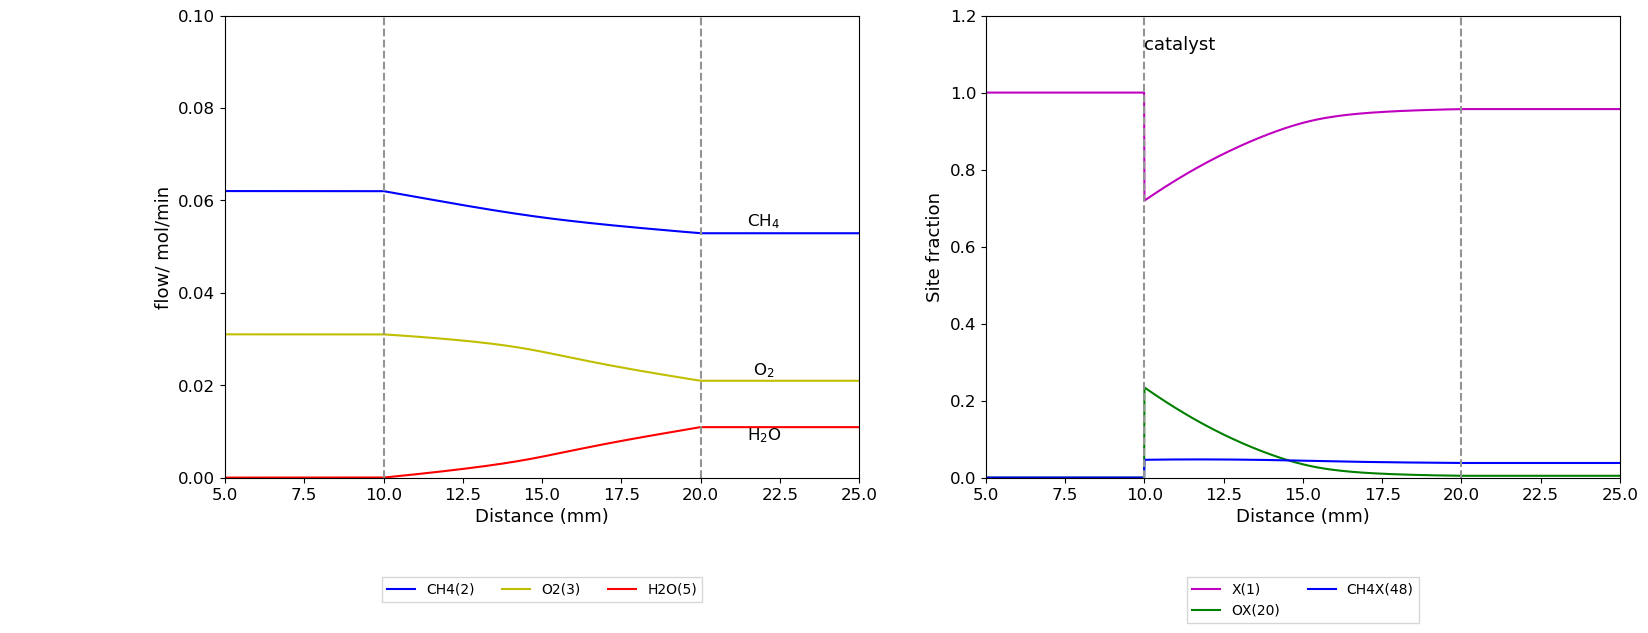 0.10
0.08
0.06
0.04
0.02
0.00
flow/ mol/min
CH₄
O₂
H₂O
5.0 7.5 10.0 12.5 15.0 17.5 20.0 22.5 25.0
Distance (mm)
CH4(2) O2(3) H2O(5)
1.2
1.0
0.8
0.6
0.4
0.2
0.0
Site fraction
catalyst
5.0 7.5 10.0 12.5 15.0 17.5 20.0 22.5 25.0
Distance (mm)
X(1) CH4X(48)
OX(20)